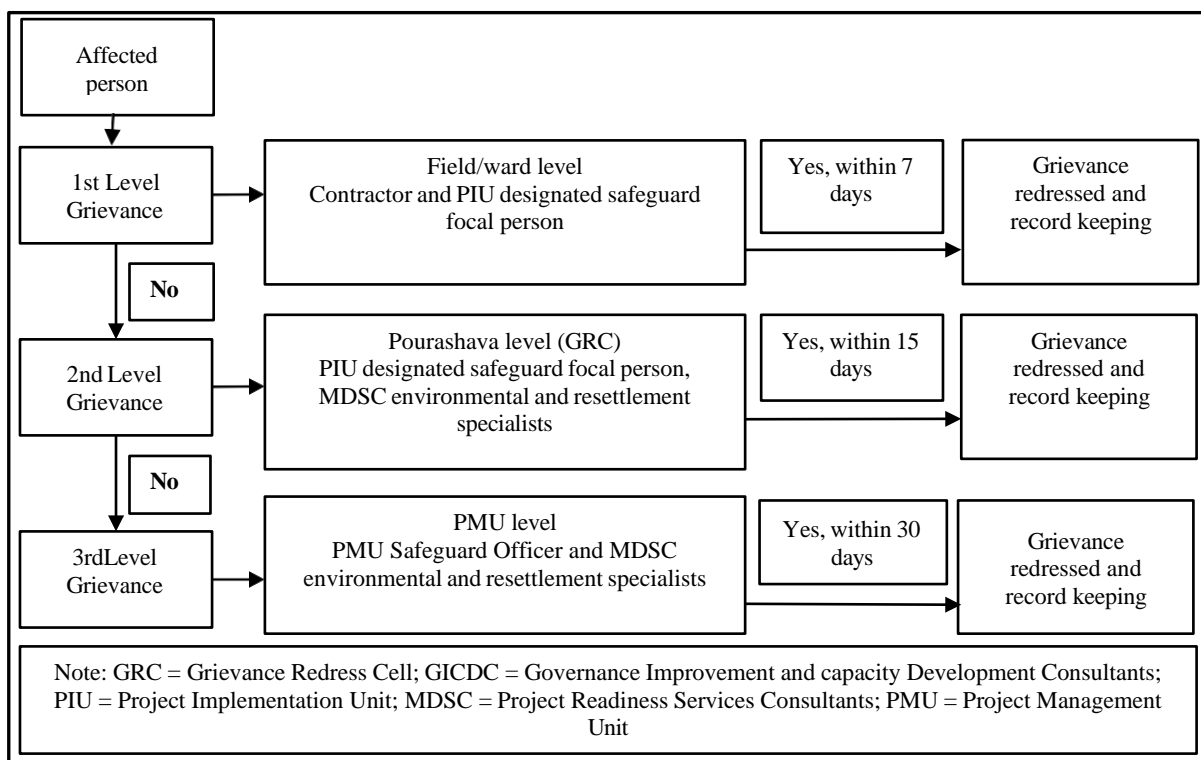 Affected
person
1st Level
Grievance
Field/ward level
Contractor and PIU designated safeguard
focal person
Yes, within 7
days
Grievance
redressed and
record keeping
No
2nd Level
Grievance
Pourashava level (GRC)
PIU designated safeguard focal person,
MDSC environmental and resettlement
specialists
Yes, within 15
days
Grievance
redressed and
record keeping
No
3rdLevel
Grievance
PMU level
PMU Safeguard Officer and MDSC
environmental and resettlement specialists
Yes, within 30
days
Grievance
redressed and
record keeping
Note: GRC = Grievance Redress Cell; GICDC = Governance Improvement and capacity Development Consultants;
PIU = Project Implementation Unit; MDSC = Project Readiness Services Consultants; PMU = Project Management
Unit